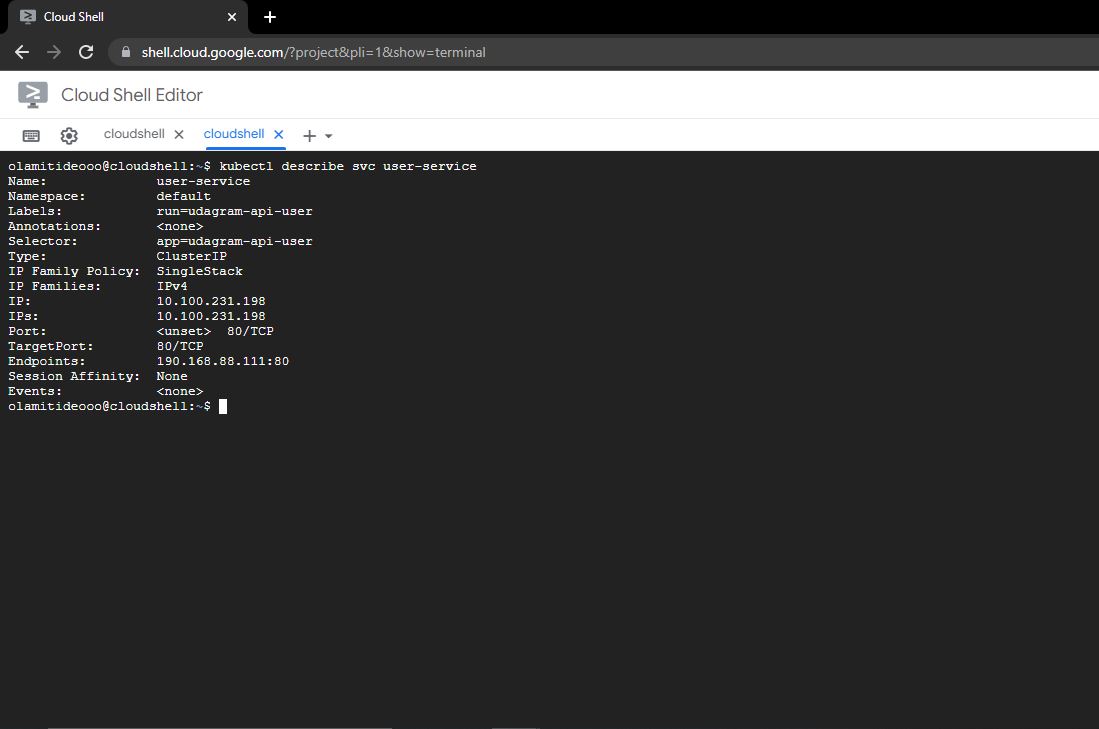 Cloud Shell
shell.cloud.google.com/?project&pli=1&show=terminal
Cloud Shell Editor
cloudshell cloudshell
olamitideooo@cloudshell:~$ kubectl describe svc user-service
Name:              user-service
Namespace:         default
Labels:            run=udagram-api-user
Annotations:       <none>
Selector:          app=udagram-api-user
Type:              ClusterIP
IP Family Policy:  SingleStack
IP Families:       IPv4
IP:                10.100.231.198
IPs:               10.100.231.198
Port:              <unset>  80/TCP
TargetPort:        80/TCP
Endpoints:         190.168.88.111:80
Session Affinity:  None
Events:            <none>
olamitideooo@cloudshell:~$